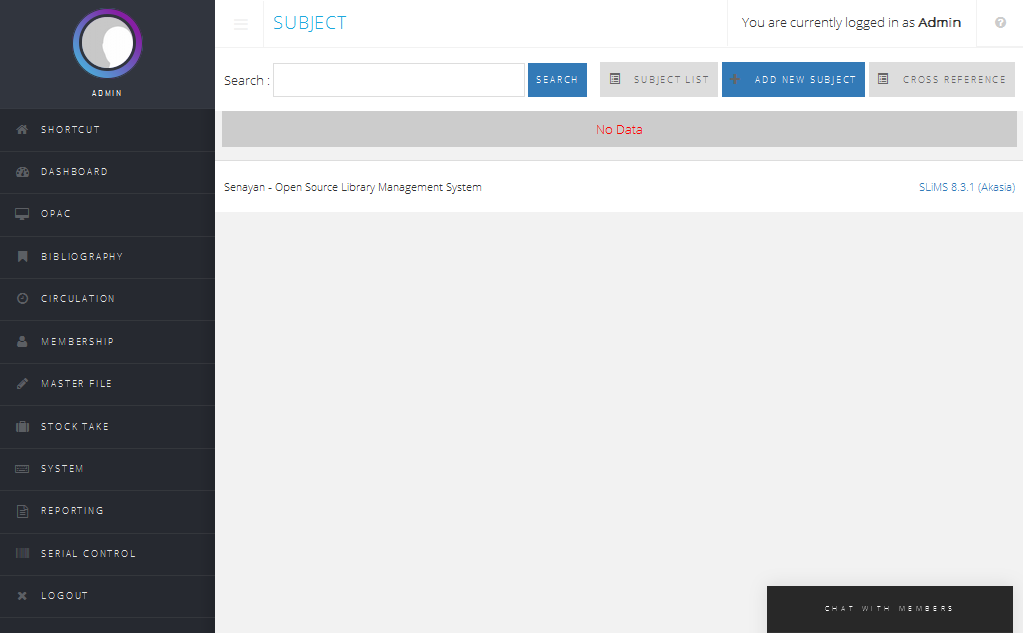 ADMIN
SHORTCUT
DASHBOARD
OPAC
BIBLIOGRAPHY
CIRCULATION
MEMBERSHIP
MASTER FILE
STOCK TAKE
SYSTEM
REPORTING
SERIAL CONTROL
LOGOUT
SUBJECT
You are currently logged in as Admin
Search :
SEARCH
SUBJECT LIST
ADD NEW SUBJECT
CROSS REFERENCE
No Data
Senayan - Open Source Library Management System
SLiMS 8.3.1 (Akasia)
CHAT WITH MEMBERS